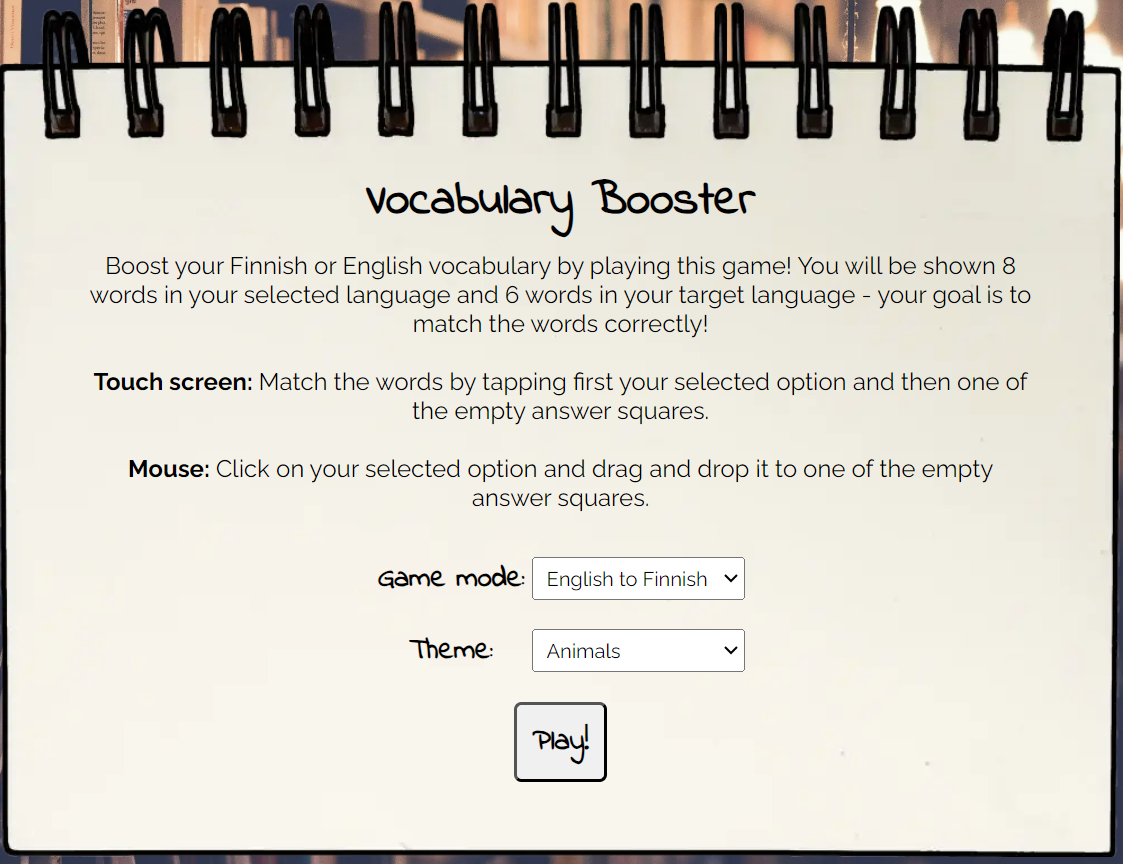 Vocabulary Booster
Boost your Finnish or English vocabulary by playing this game! You will be shown 8
words in your selected language and 6 words in your target language - your goal is to
match the words correctly!
Touch screen: Match the words by tapping first your selected option and then one of
the empty answer squares.
Mouse: Click on your selected option and drag and drop it to one of the empty
answer squares.
Game mode: English to Finnish
Theme: Animals
Play!